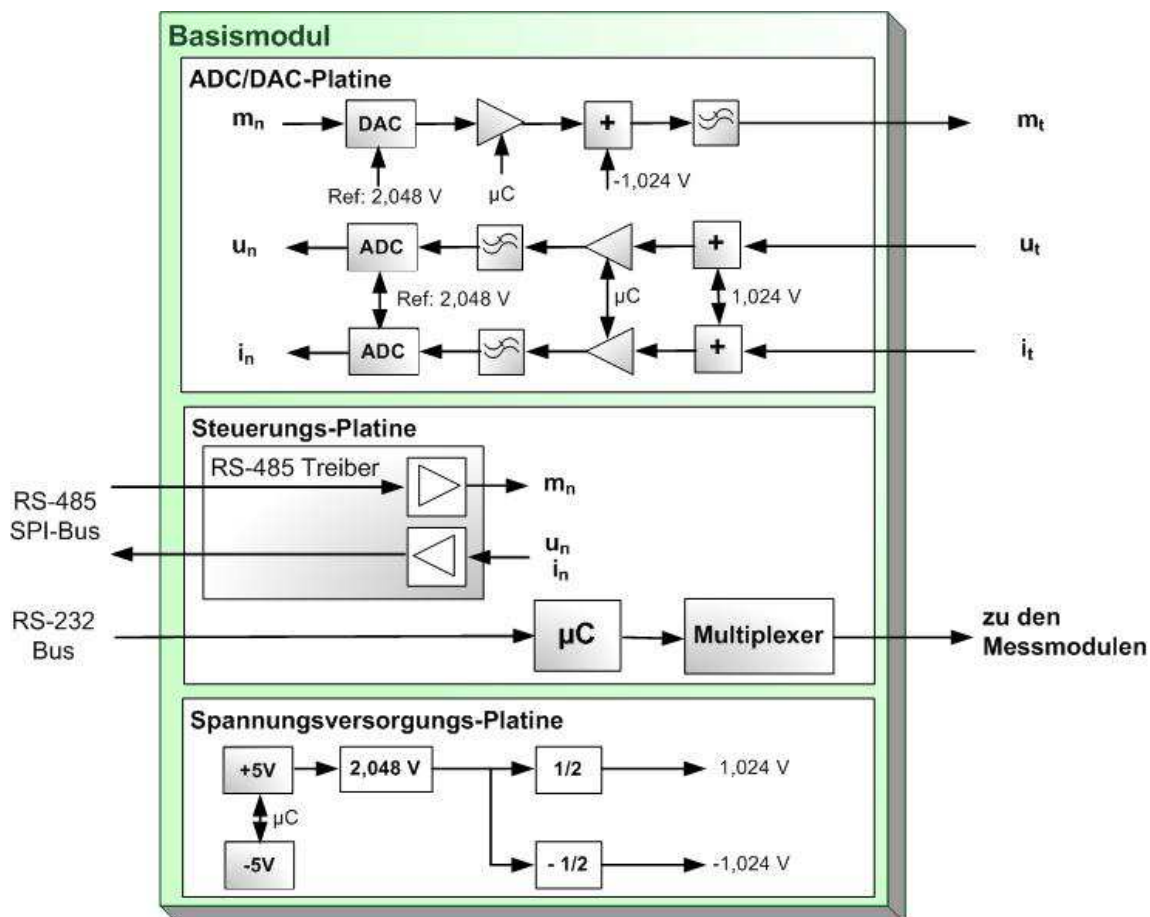 Basismodul
ADC/DAC-Platine
mn DAC + mt
Ref: 2,048 V µC -1,024 V
un ADC + ut
Ref: 2,048 V µC 1,024 V
in ADC + it
Steuerungs-Platine
RS-485 Treiber
RS-485
SPI-Bus
mn
un
in
RS-232
Bus
µC
Multiplexer
zu den
Messmodulen
Spannungsversorgungs-Platine
+5V 2,048 V 1/2 1,024 V
µC
-5V - 1/2 -1,024 V